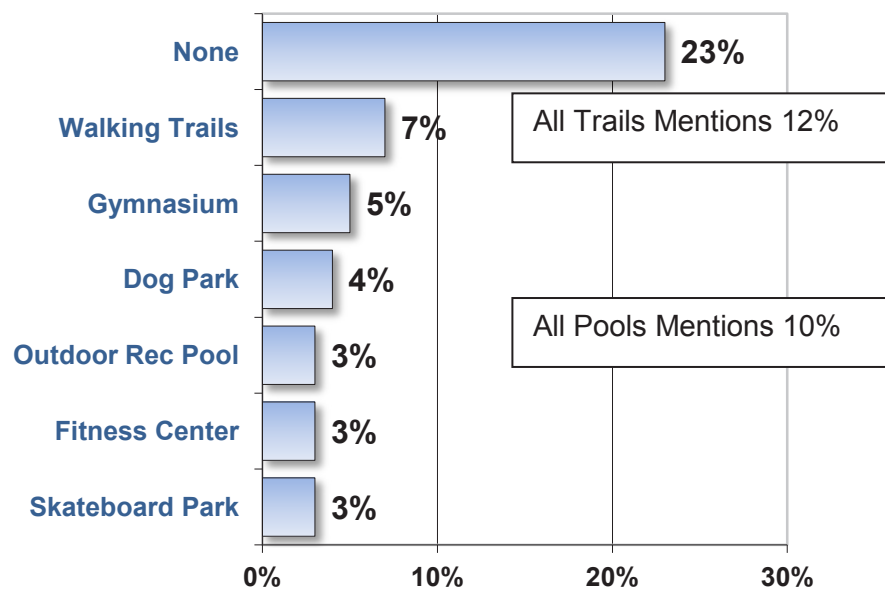 None 23%
All Trails Mentions 12%
Walking Trails 7%
Gymnasium 5%
Dog Park 4%
All Pools Mentions 10%
Outdoor Rec Pool 3%
Fitness Center 3%
Skateboard Park 3%
0% 10% 20% 30%